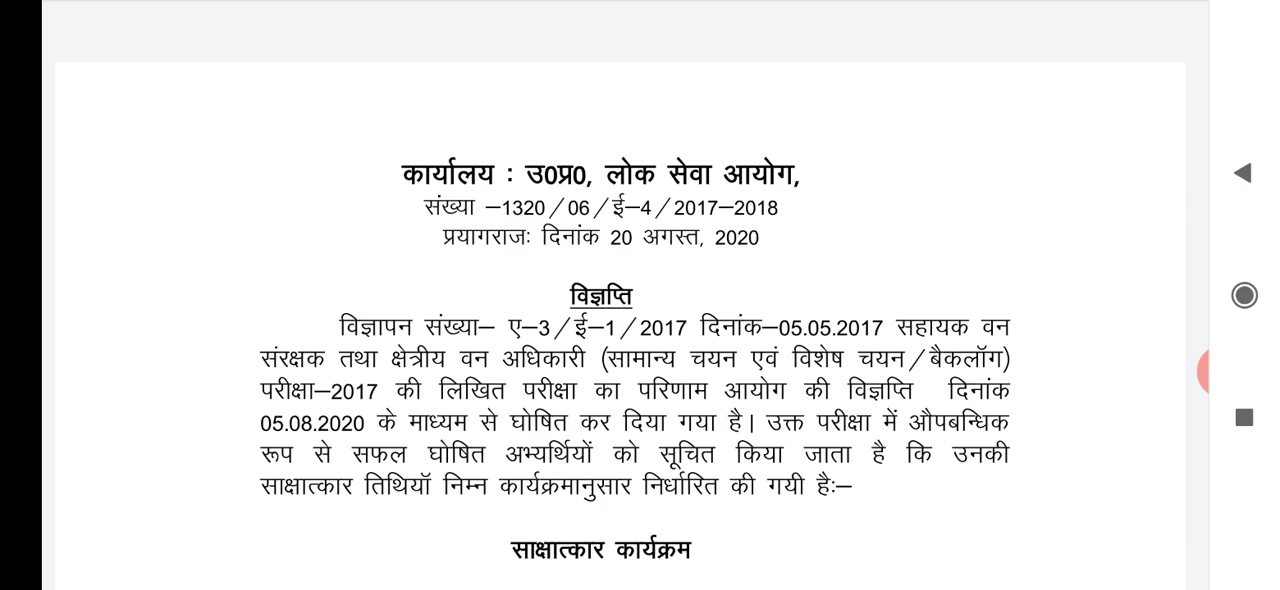 कार्यालय : उ0प्र0, लोक सेवा आयोग,
संख्या –1320/06/ई–4/2017–2018
प्रयागराजः दिनांक 20 अगस्त, 2020
विज्ञप्ति
विज्ञापन संख्या– ए–3/ई–1/2017 दिनांक–05.05.2017 सहायक वन
संरक्षक तथा क्षेत्रीय वन अधिकारी (सामान्य चयन एवं विशेष चयन/बैकलॉग)
परीक्षा–2017 की लिखित परीक्षा का परिणाम आयोग की विज्ञप्ति दिनांक
05.08.2020 के माध्यम से घोषित कर दिया गया है। उक्त परीक्षा में औपबन्धिक
रूप से सफल घोषित अभ्यर्थियों को सूचित किया जाता है कि उनकी
साक्षात्कार तिथियॉ निम्न कार्यक्रमानुसार निर्धारित की गयी हैः–
साक्षात्कार कार्यक्रम